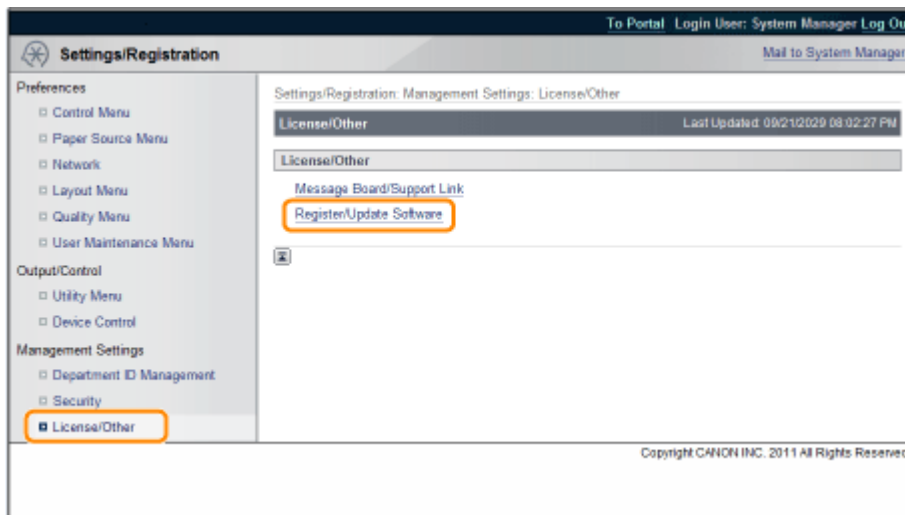 To Portal Login User: System Manager Log Ou
Settings/Registration
Mail to System Manager
Preferences
Control Menu
Paper Source Menu
Network
Layout Menu
Quality Menu
User Maintenance Menu
Output/Control
Utility Menu
Device Control
Management Settings
Department ID Management
Security
License/Other
Settings/Registration: Management Settings: License/Other
License/Other
Last Updated: 09/21/2029 08:02:27 PM
License/Other
Message Board/Support Link
Register/Update Software
Copyright CANON INC. 2011 All Rights Reserved